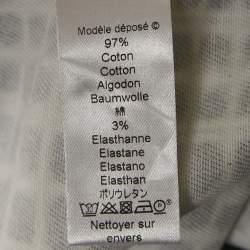 Modèle déposé ©
97%
Coton
Cotton
Algodon
Baumwolle
綿
3%
Elasthanne
Elastane
Elastano
Elasthan
ポリウレタン
Nettoyer sur
envers